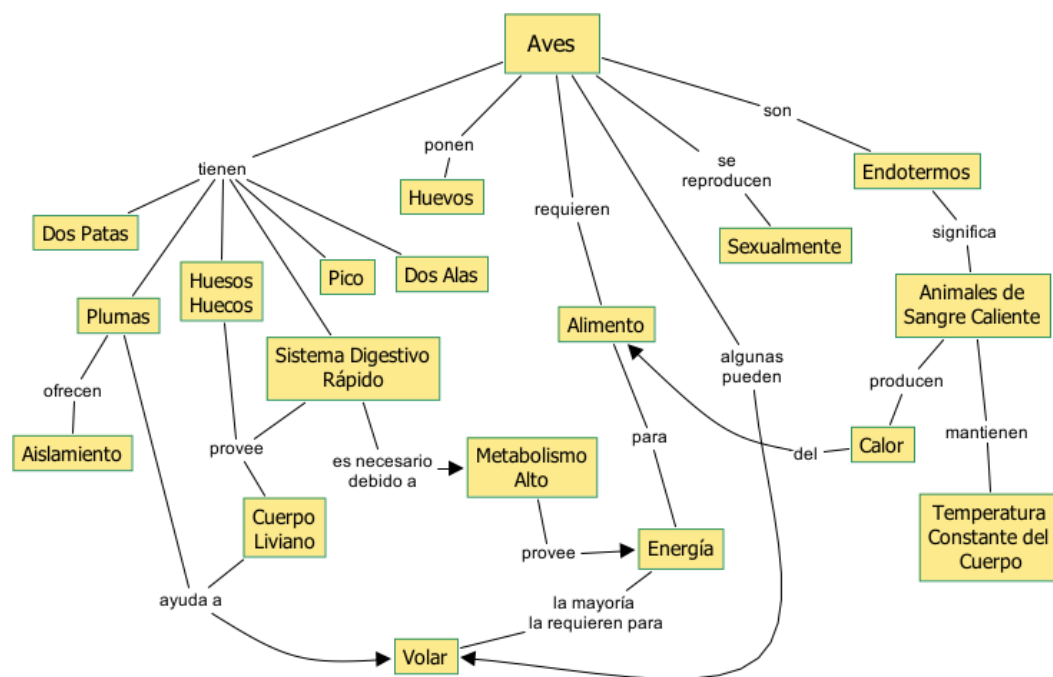 Aves
son
ponen
se
reproducen
tienen
Endotermos
Huevos
requieren
Dos Patas
significa
Sexualmente
Huesos
Huecos
Pico
Dos Alas
Plumas
Animales de
Sangre Caliente
Alimento
Sistema Digestivo
Rápido
algunas
pueden
ofrecen
producen
para
mantienen
Aislamiento
provee
Calor
del
es necesario
debido a
Metabolismo
Alto
Cuerpo
Liviano
Temperatura
Constante del
Cuerpo
provee
Energía
ayuda a
la mayoría
la requieren para
Volar